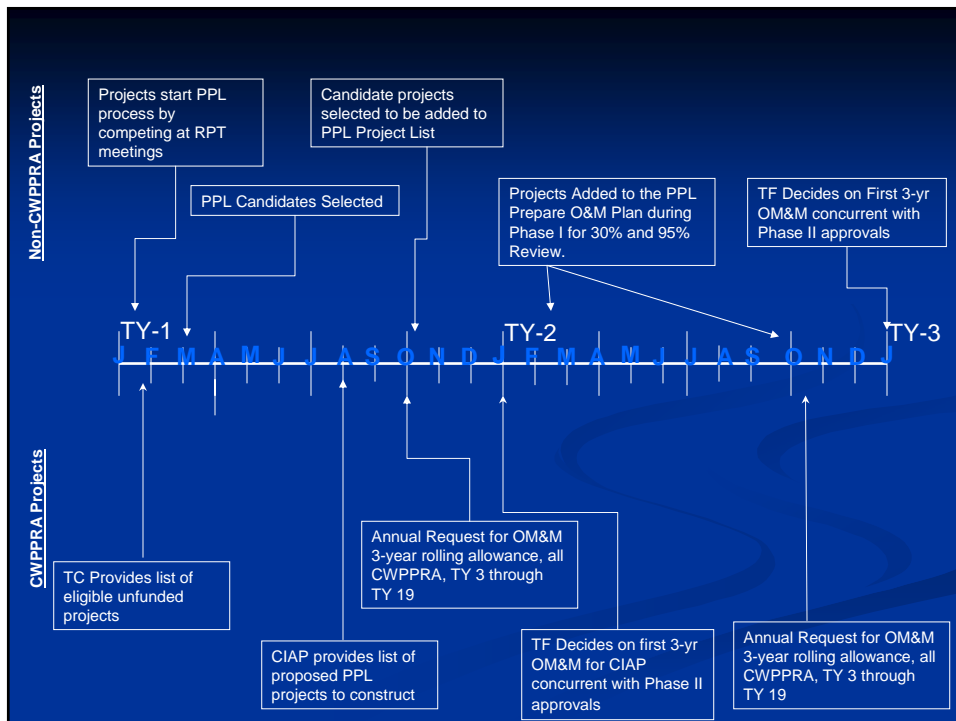 Non-CWPPRA Projects
Projects start PPL
process by
competing at RPT
meetings
Candidate projects
selected to be added to
PPL Project List
PPL Candidates Selected
Projects Added to the PPL
Prepare O&M Plan during
Phase I for 30% and 95%
Review.
TF Decides on First 3-yr
OM&M concurrent with
Phase II approvals
TY-1
TY-2
TY-3
J F M A M J J A S O N D J F M A M J J A S O N D J
CWPPRA Projects
TC Provides list of
eligible unfunded
projects
CIAP provides list of
proposed PPL
projects to construct
Annual Request for OM&M
3-year rolling allowance, all
CWPPRA, TY 3 through
TY 19
TF Decides on first 3-yr
OM&M for CIAP
concurrent with Phase II
approvals
Annual Request for OM&M
3-year rolling allowance, all
CWPPRA, TY 3 through
TY 19